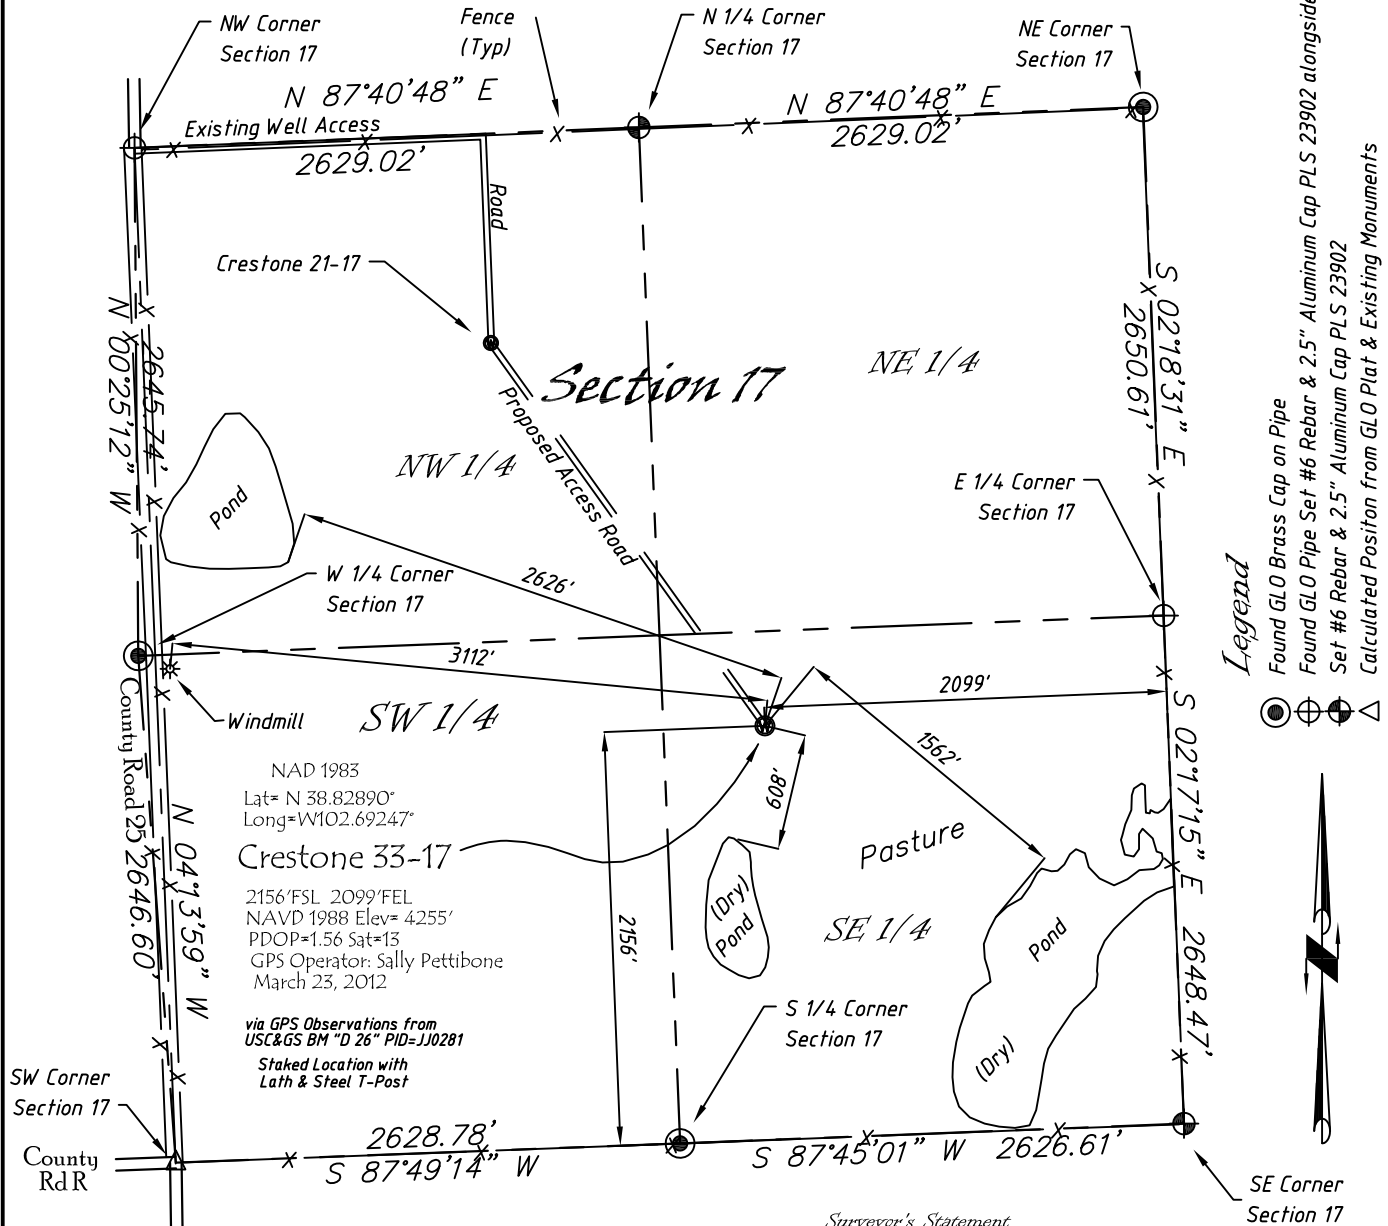 NW Corner
Section 17
Fence
(Typ)
N 1/4 Corner
Section 17
NE Corner
Section 17
N 87°40'48" E
Existing Well Access
2629.02'
N 87°40'48" E
2629.02'
Road
Crestone 21-17
N 00°25'12" W
2645.74'
Section 17
NE 1/4
S 02°18'31" E
2650.61'
Proposed Access Road
NW 1/4
Pond
E 1/4 Corner
Section 17
W 1/4 Corner
Section 17
2626'
3112'
2099'
Windmill
SW 1/4
1562'
608'
County Road 25
2646.60'
N 04°13'59" W
NAD 1983
Lat= N 38.82890°
Long=W102.69247°
Crestone 33-17
2156'FSL 2099'FEL
NAVD 1988 Elev= 4255'
PDOP=1.56 Sat=13
GPS Operator: Sally Pettibone
March 23, 2012
via GPS Observations from
USC&GS BM "D 26" PID=JJ0281
Staked Location with
Lath & Steel T-Post
2156'
(Dry)
Pond
Pasture
SE 1/4
Pond
(Dry)
S 02°17'15" E 2648.47'
S 1/4 Corner
Section 17
SW Corner
Section 17
County
Rd R
2628.78'
S 87°49'14" W
S 87°45'01" W 2626.61'
SE Corner
Section 17
Surveyor's Statement
Legend
Found GLO Brass Cap on Pipe
Found GLO Pipe Set #6 Rebar & 2.5" Aluminum Cap PLS 23902 alongside
Set #6 Rebar & 2.5" Aluminum Cap PLS 23902
Calculated Positon from GLO Plat & Existing Monuments